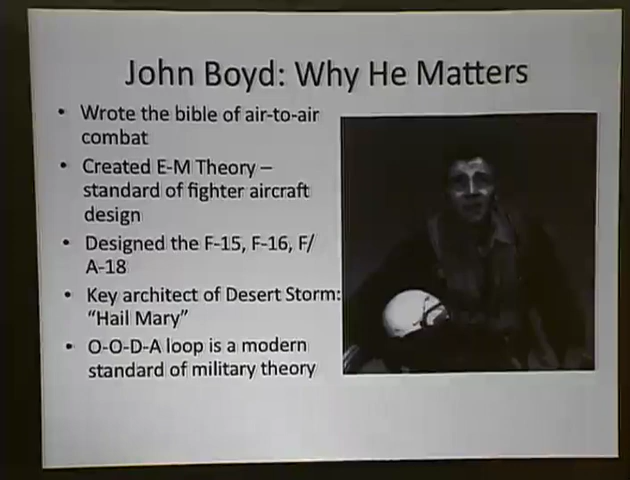 John Boyd: Why He Matters
• Wrote the bible of air-to-air
combat
• Created E-M Theory –
standard of fighter aircraft
design
• Designed the F-15, F-16, F/
A-18
• Key architect of Desert Storm:
“Hail Mary”
• O-O-D-A loop is a modern
standard of military theory